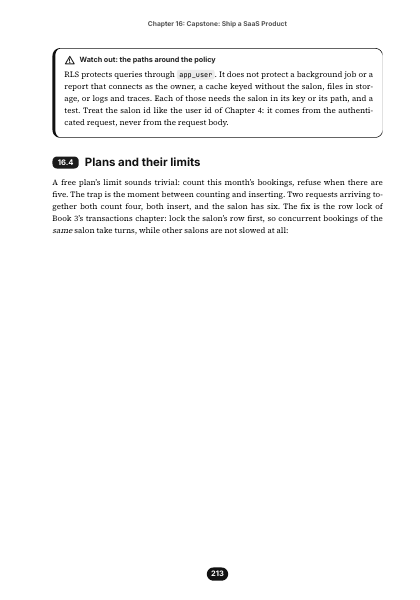 Chapter 16: Capstone: Ship a SaaS Product
Watch out: the paths around the policy
RLS protects queries through app_user. It does not protect a background job or a
report that connects as the owner, a cache keyed without the salon, files in stor-
age, or logs and traces. Each of those needs the salon in its key or its path, and a
test. Treat the salon id like the user id of Chapter 4: it comes from the authenti-
cated request, never from the request body.
16.4 Plans and their limits
A free plan's limit sounds trivial: count this month's bookings, refuse when there are
five. The trap is the moment between counting and inserting. Two requests arriving to-
gether both count four, both insert, and the salon has six. The fix is the row lock of
Book 3's transactions chapter: lock the salon's row first, so concurrent bookings of the
same salon take turns, while other salons are not slowed at all:
213